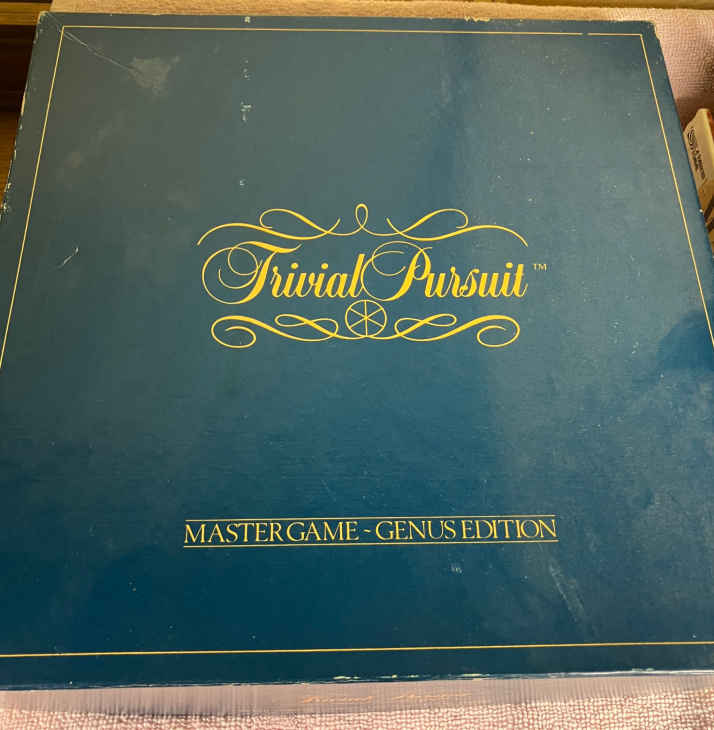 Trivial Pursuit™
MASTER GAME - GENUS EDITION